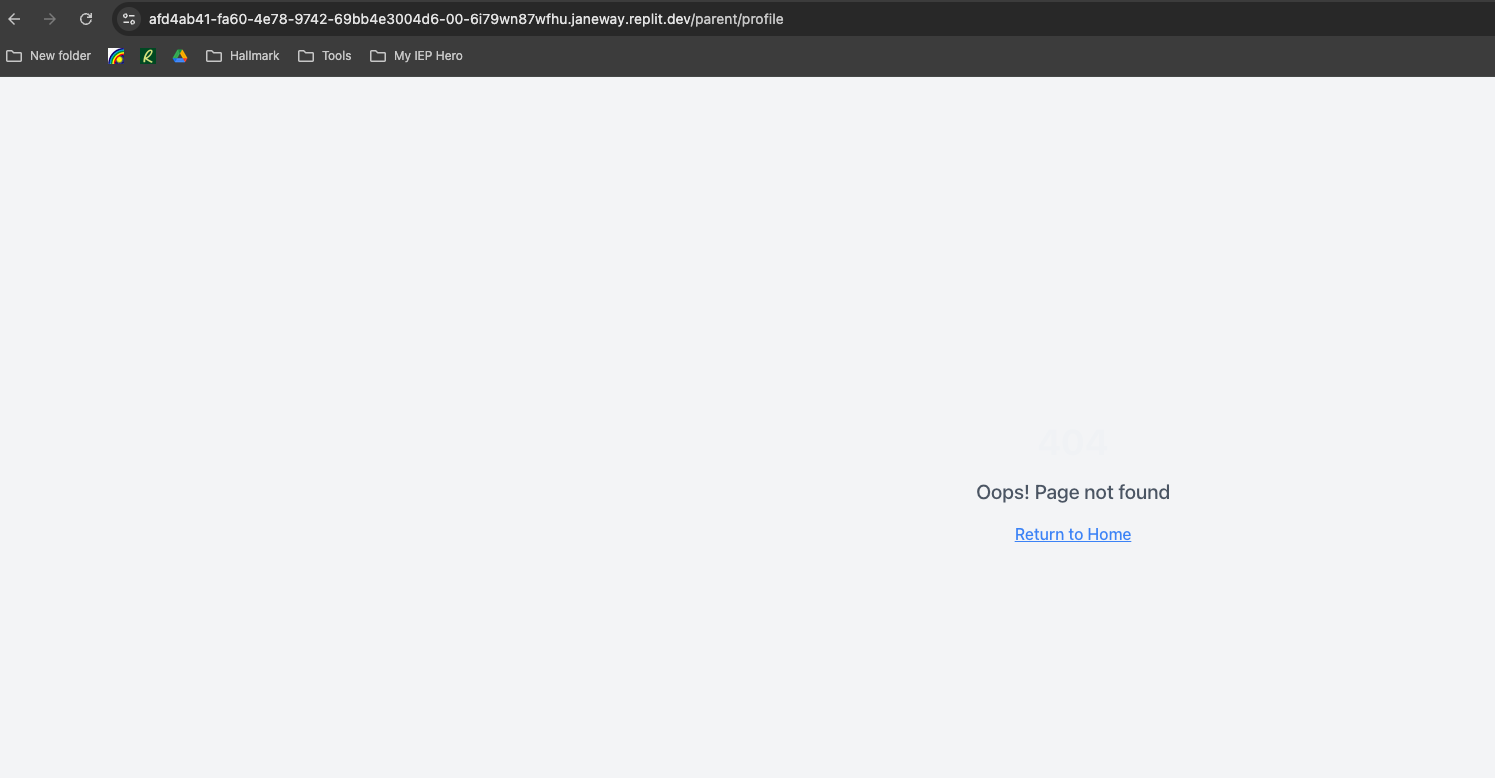 afd4ab41-fa60-4e78-9742-69bb4e3004d6-00-6i79wn87wfhu.janeway.replit.dev/parent/profile
New folder
Hallmark
Tools
My IEP Hero
404
Oops! Page not found
Return to Home